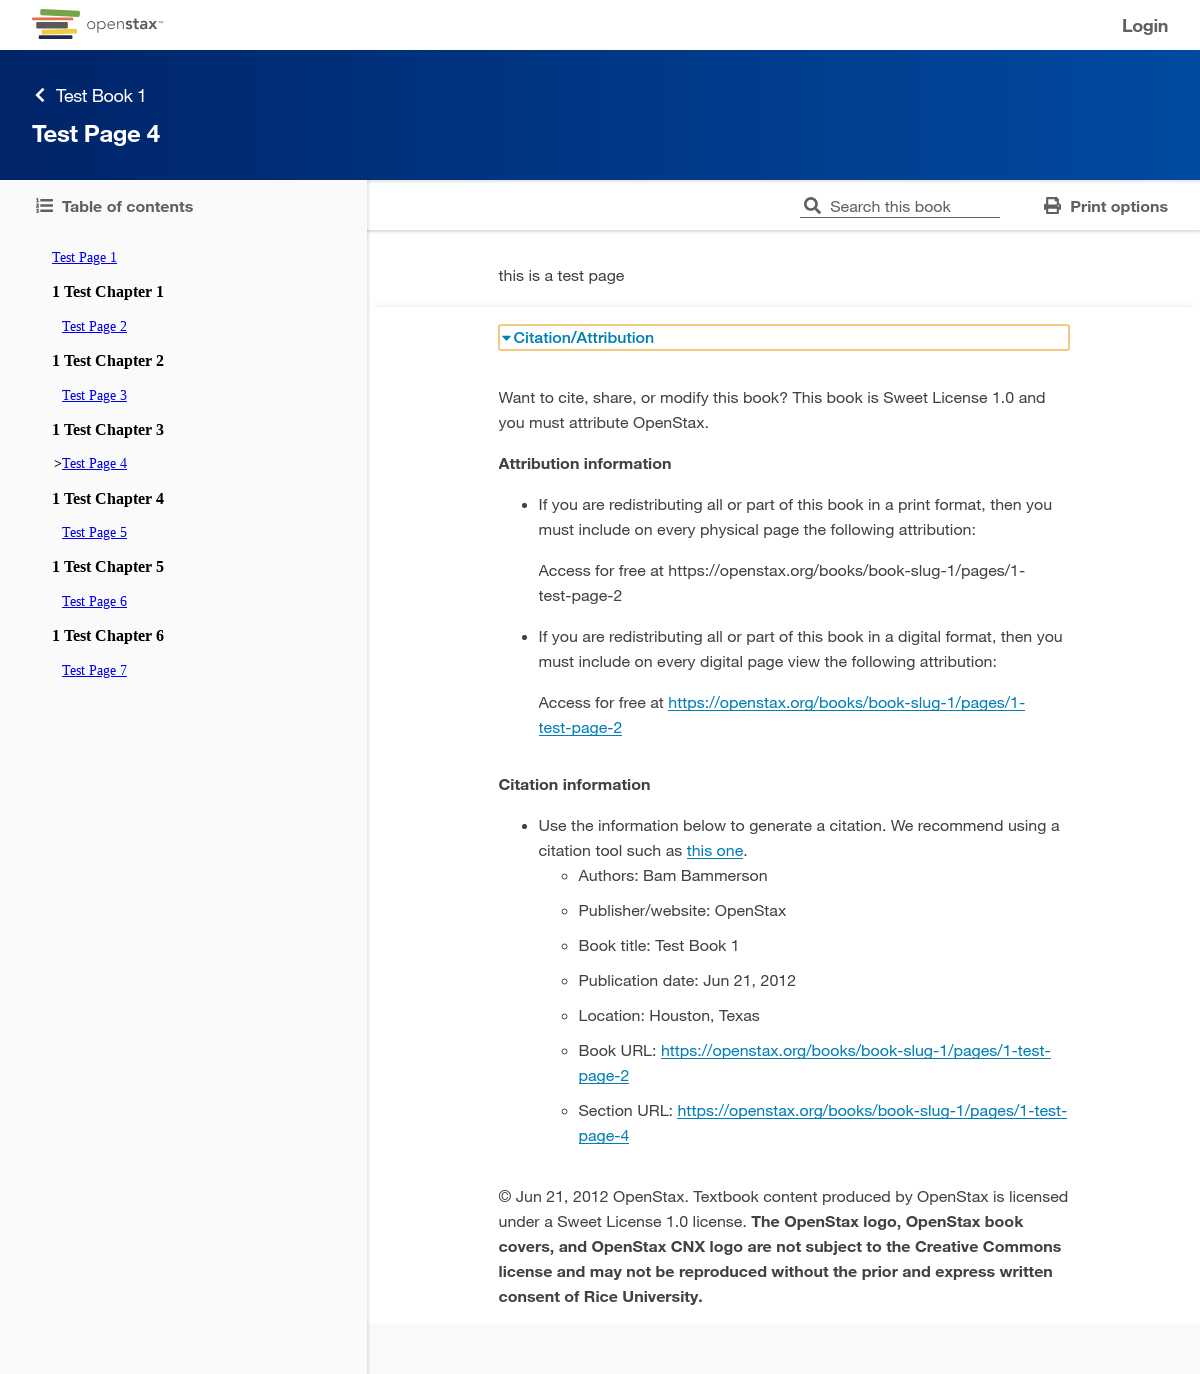 openstax™
Login
Test Book 1
Test Page 4
Table of contents
Search this book
Print options
Test Page 1
1 Test Chapter 1
Test Page 2
1 Test Chapter 2
Test Page 3
1 Test Chapter 3
>Test Page 4
1 Test Chapter 4
Test Page 5
1 Test Chapter 5
Test Page 6
1 Test Chapter 6
Test Page 7
this is a test page
Citation/Attribution
Want to cite, share, or modify this book? This book is Sweet License 1.0 and
you must attribute OpenStax.
Attribution information
• If you are redistributing all or part of this book in a print format, then you
must include on every physical page the following attribution:
Access for free at https://openstax.org/books/book-slug-1/pages/1-
test-page-2
• If you are redistributing all or part of this book in a digital format, then you
must include on every digital page view the following attribution:
Access for free at https://openstax.org/books/book-slug-1/pages/1-
test-page-2
Citation information
• Use the information below to generate a citation. We recommend using a
citation tool such as this one.
◦ Authors: Bam Bammerson
◦ Publisher/website: OpenStax
◦ Book title: Test Book 1
◦ Publication date: Jun 21, 2012
◦ Location: Houston, Texas
◦ Book URL: https://openstax.org/books/book-slug-1/pages/1-test-
page-2
◦ Section URL: https://openstax.org/books/book-slug-1/pages/1-test-
page-4
© Jun 21, 2012 OpenStax. Textbook content produced by OpenStax is licensed
under a Sweet License 1.0 license. The OpenStax logo, OpenStax book
covers, and OpenStax CNX logo are not subject to the Creative Commons
license and may not be reproduced without the prior and express written
consent of Rice University.